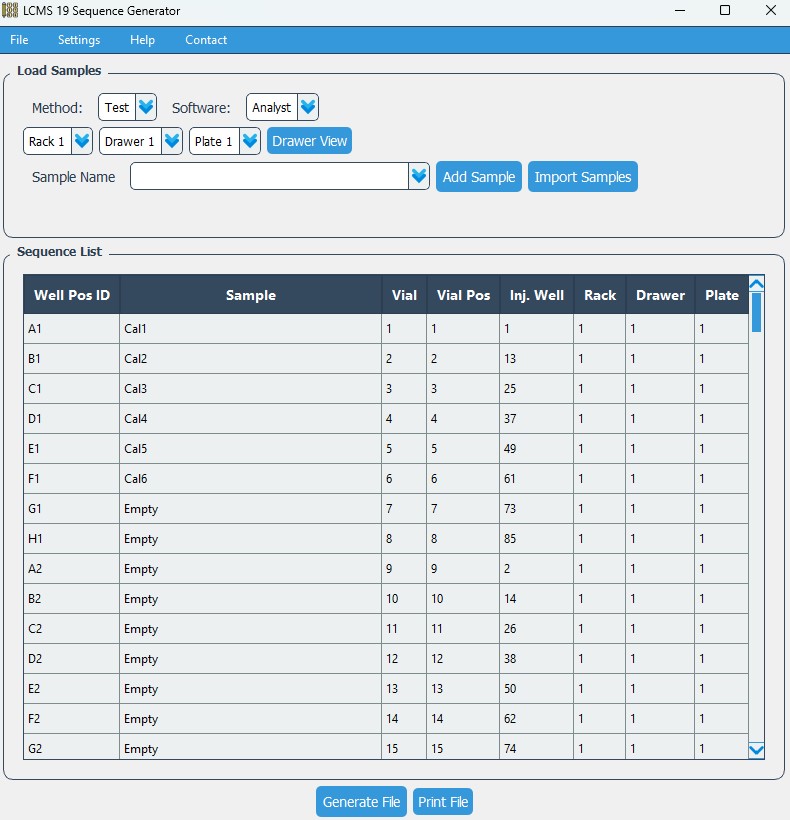 LCMS 19 Sequence Generator
File Settings Help Contact
Load Samples
Method: Test Software: Analyst
Rack 1 Drawer 1 Plate 1 Drawer View
Sample Name Add Sample Import Samples
Sequence List
Well Pos ID Sample Vial Vial Pos Inj. Well Rack Drawer Plate
A1 Cal1 1 1 1 1 1 1
B1 Cal2 2 2 13 1 1 1
C1 Cal3 3 3 25 1 1 1
D1 Cal4 4 4 37 1 1 1
E1 Cal5 5 5 49 1 1 1
F1 Cal6 6 6 61 1 1 1
G1 Empty 7 7 73 1 1 1
H1 Empty 8 8 85 1 1 1
A2 Empty 9 9 2 1 1 1
B2 Empty 10 10 14 1 1 1
C2 Empty 11 11 26 1 1 1
D2 Empty 12 12 38 1 1 1
E2 Empty 13 13 50 1 1 1
F2 Empty 14 14 62 1 1 1
G2 Empty 15 15 74 1 1 1
Generate File Print File